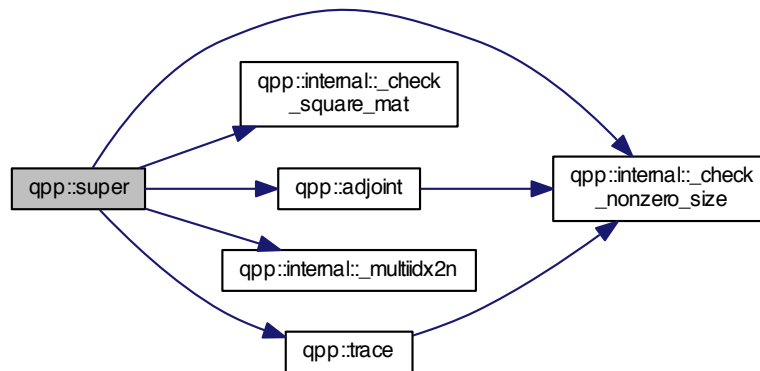 qpp::internal::_check
_square_mat
qpp::super
qpp::adjoint
qpp::internal::_check
_nonzero_size
qpp::internal::_multiidx2n
qpp::trace